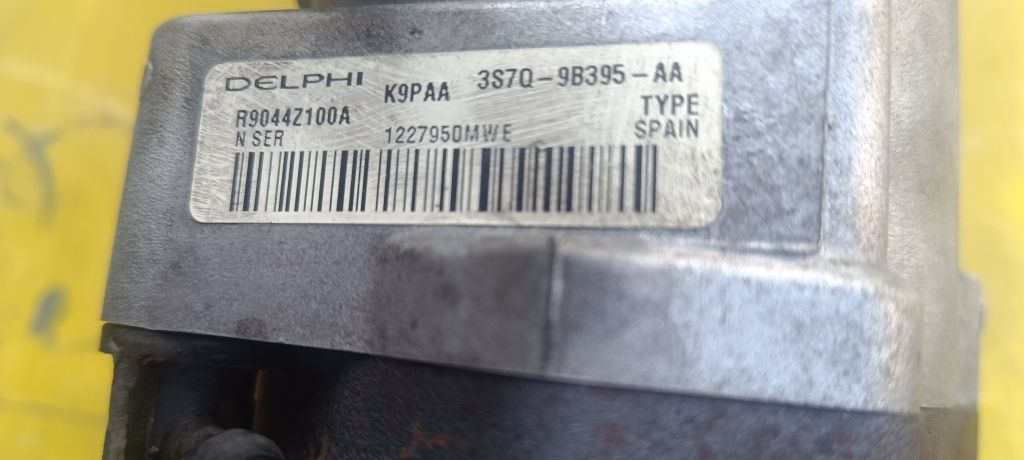 DELPHI K9PAA 3S7Q-9B395-AA
R9044Z100A TYPE
N SER 1227950MWE SPAIN